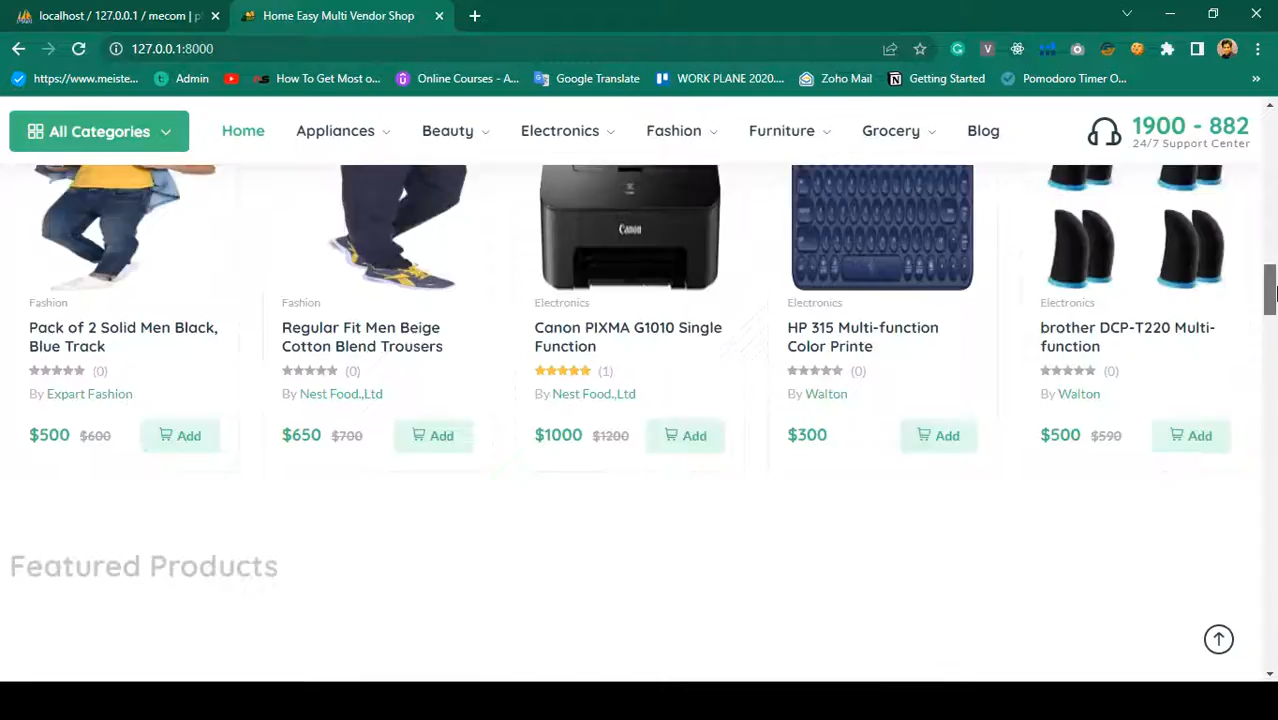 localhost / 127.0.0.1 / mecom | p
Home Easy Multi Vendor Shop
127.0.0.1:8000
https://www.meiste...
Admin
How To Get Most o...
Online Courses - A...
Google Translate
WORK PLANE 2020....
Zoho Mail
Getting Started
Pomodoro Timer O...
All Categories
Home
Appliances
Beauty
Electronics
Fashion
Furniture
Grocery
Blog
1900 - 882
24/7 Support Center
Canon
Fashion
Pack of 2 Solid Men Black,
Blue Track
(0)
By Expart Fashion
$500 $600 Add
Fashion
Regular Fit Men Beige
Cotton Blend Trousers
(0)
By Nest Food.,Ltd
$650 $700 Add
Electronics
Canon PIXMA G1010 Single
Function
(1)
By Nest Food.,Ltd
$1000 $1200 Add
Electronics
HP 315 Multi-function
Color Printe
(0)
By Walton
$300 Add
Electronics
brother DCP-T220 Multi-
function
(0)
By Walton
$500 $590 Add
Featured Products